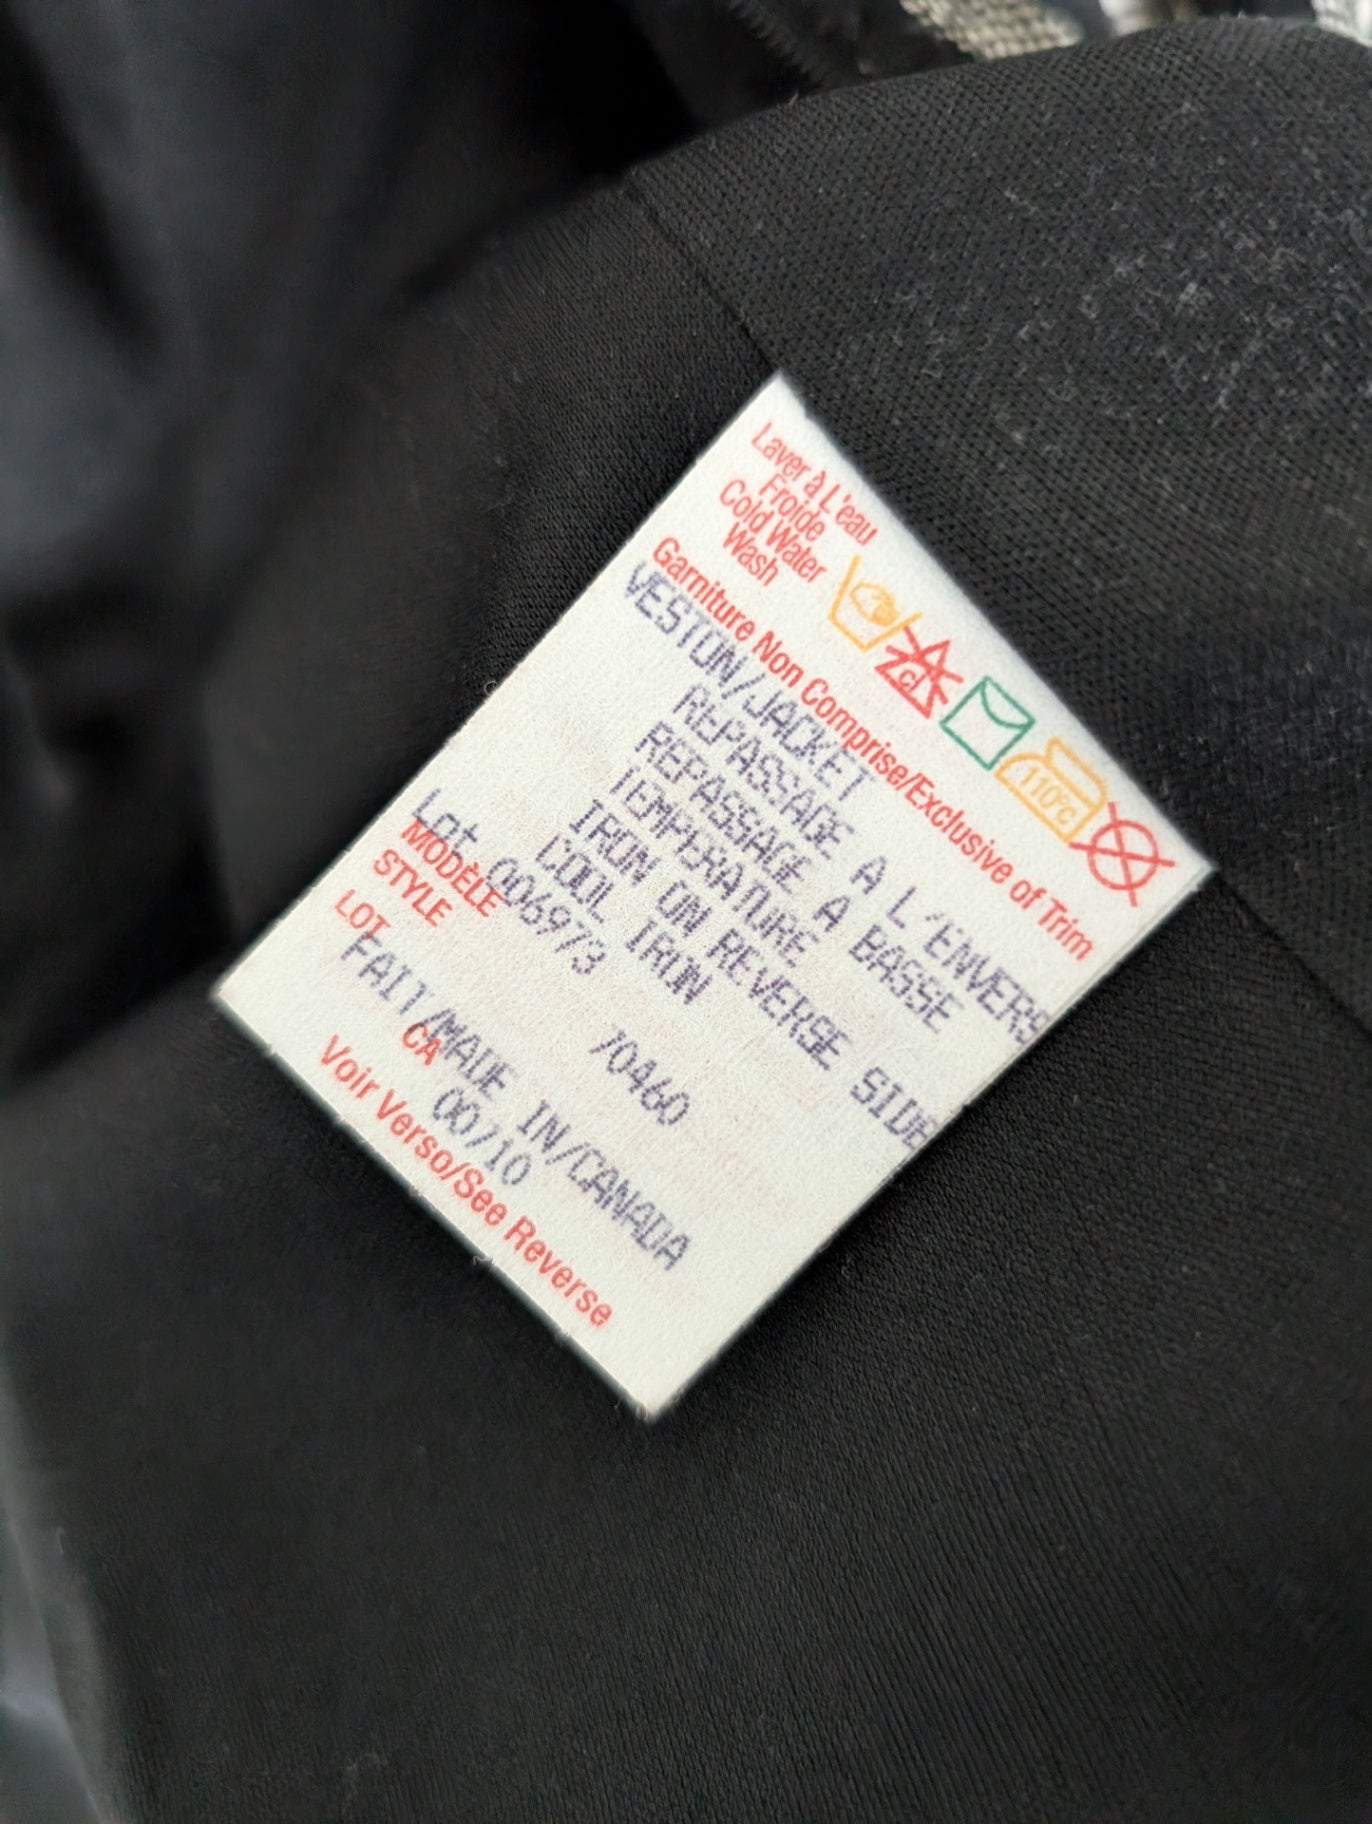 Laver à L'eau
Froide
Cold Water
Wash
cl
110°c
Garniture Non Comprise/Exclusive of Trim
VESTON/JACKET
REPASSAGE A L'ENVERS
REPASSAGE A BASSE
TEMPERATURE
IRON ON REVERSE SIDE
COOL IRON
Lot 006973
MODÈLE
STYLE
70460
LOT
FAIT/MADE IN/CANADA
CA
00/10
Voir Verso/See Reverse